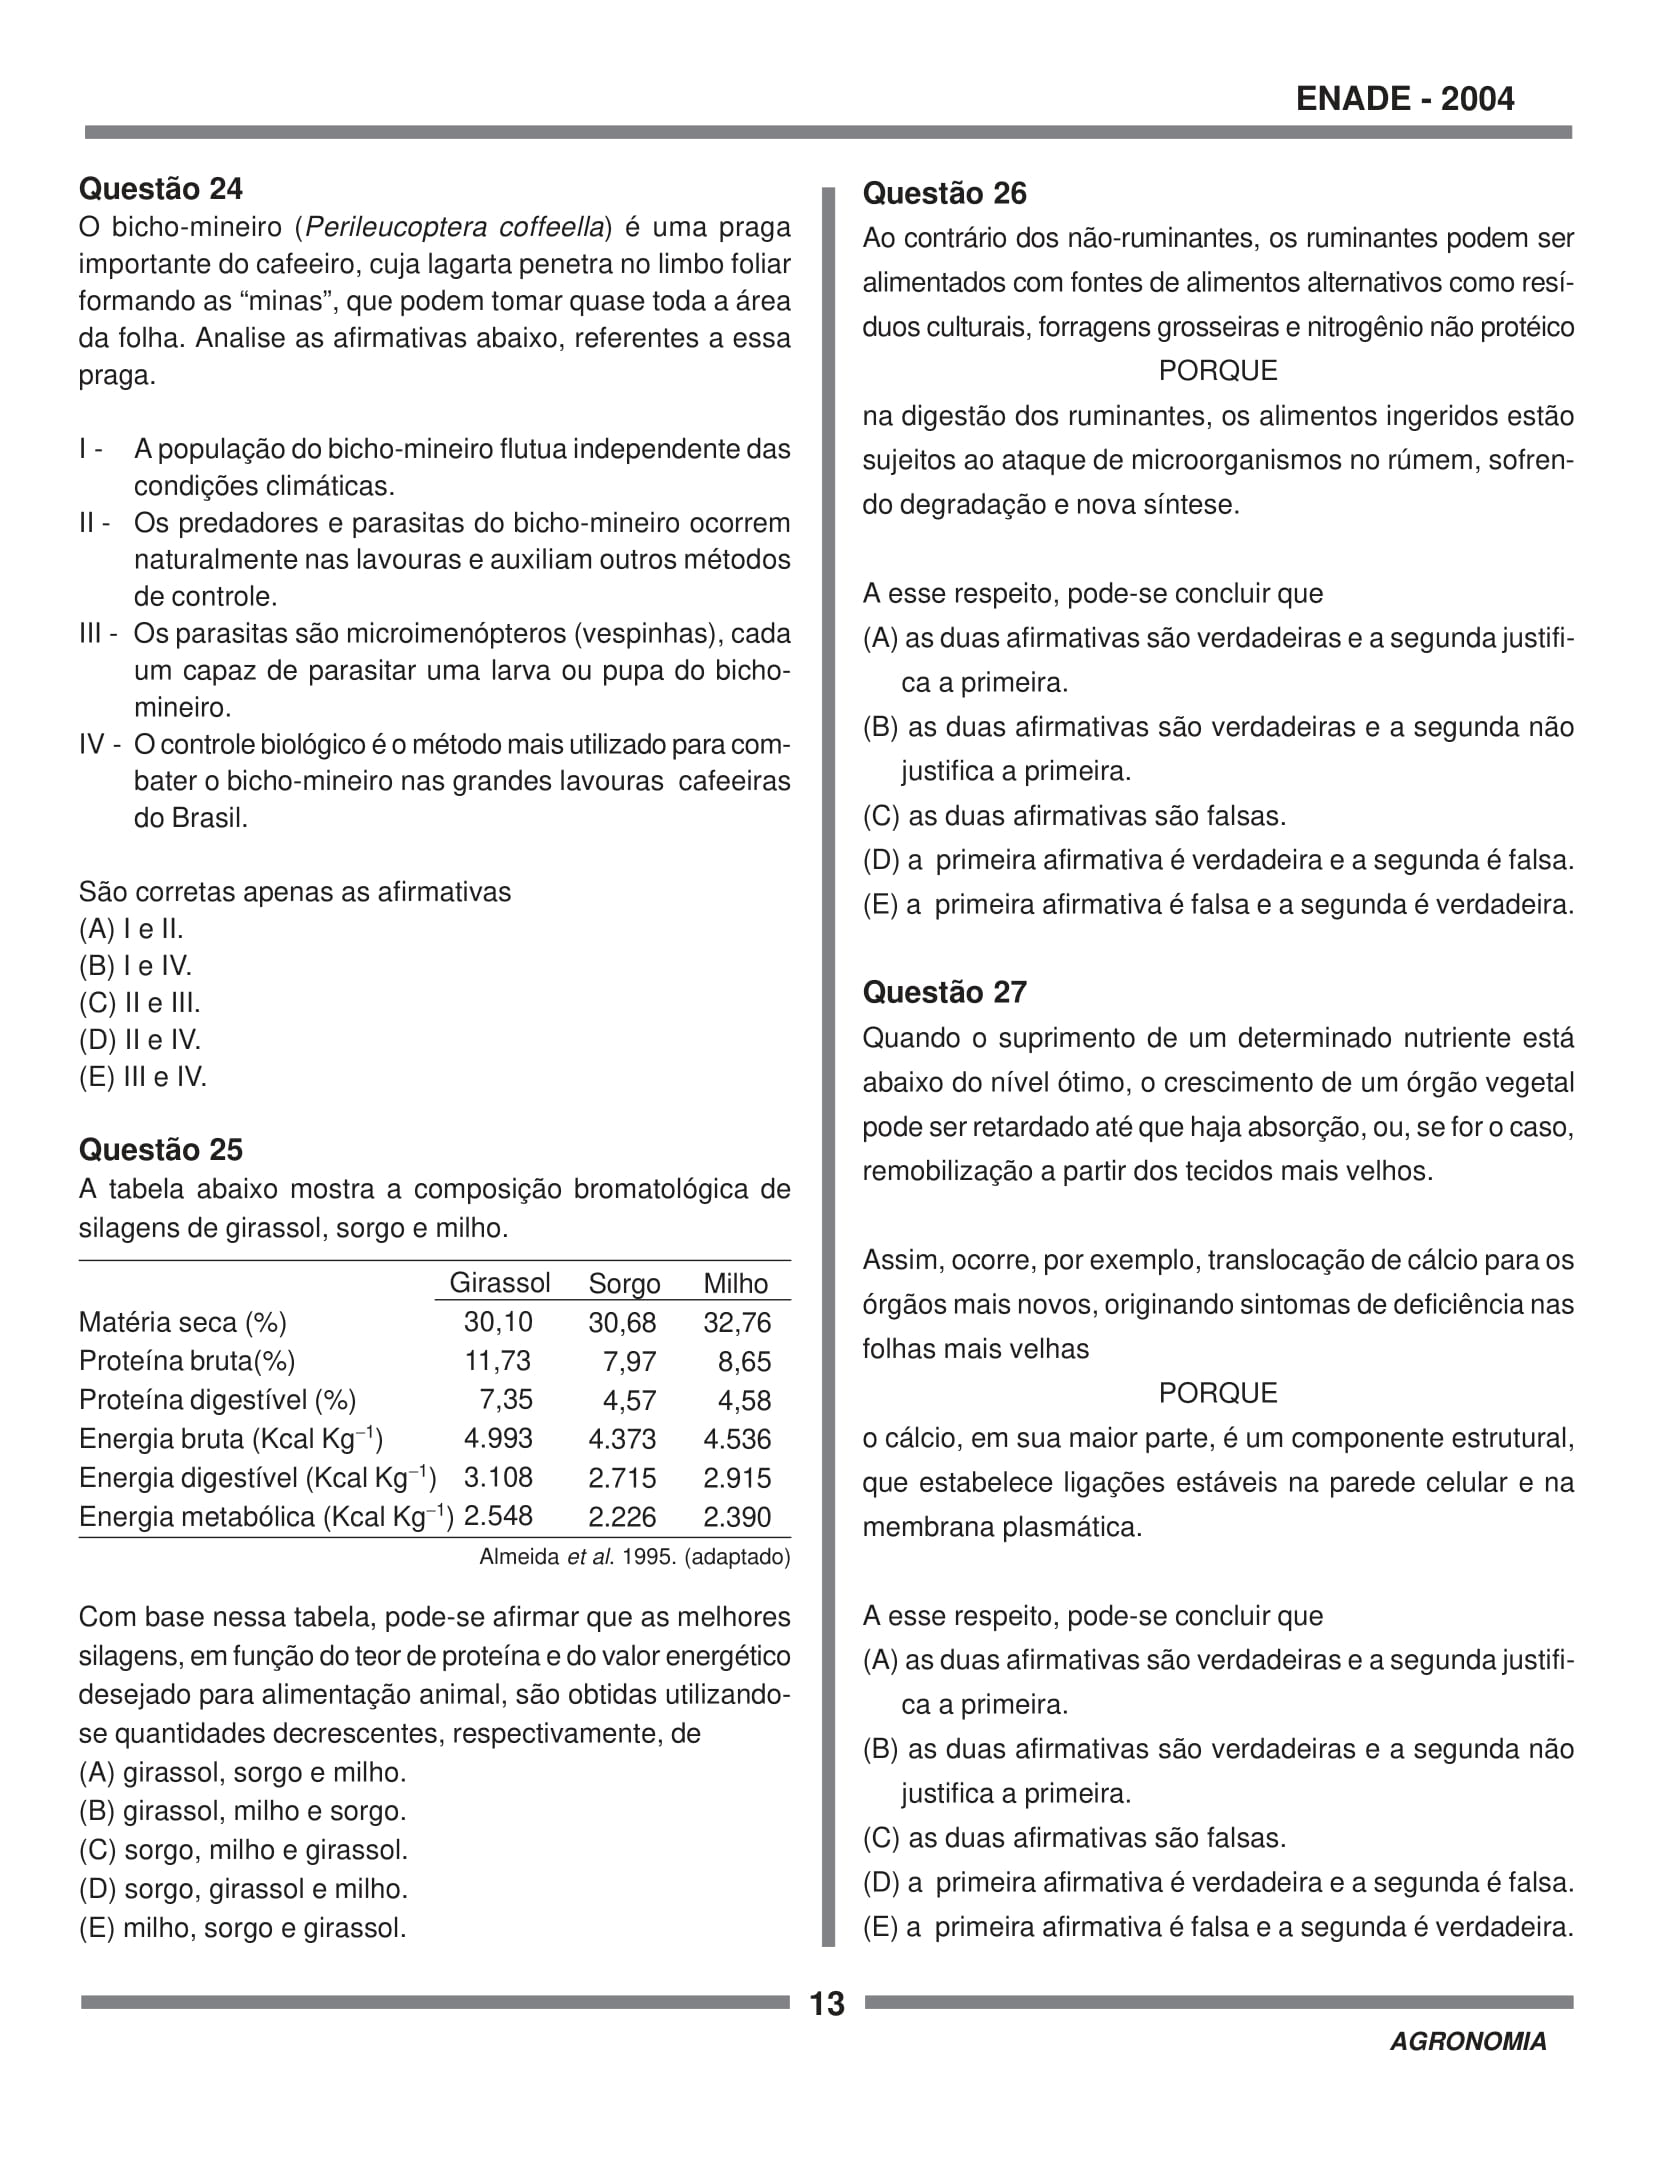 ENADE - 2004
Questão 24
O bicho-mineiro (Perileucoptera coffeella) é uma praga
importante do cafeeiro, cuja lagarta penetra no limbo foliar
formando as “minas”, que podem tomar quase toda a área
da folha. Analise as afirmativas abaixo, referentes a essa
praga.
I - A população do bicho-mineiro flutua independente das
condições climáticas.
II - Os predadores e parasitas do bicho-mineiro ocorrem
naturalmente nas lavouras e auxiliam outros métodos
de controle.
III - Os parasitas são microimenópteros (vespinhas), cada
um capaz de parasitar uma larva ou pupa do bicho-
mineiro.
IV - O controle biológico é o método mais utilizado para com-
bater o bicho-mineiro nas grandes lavouras cafeeiras
do Brasil.
São corretas apenas as afirmativas
(A) I e II.
(B) I e IV.
(C) II e III.
(D) II e IV.
(E) III e IV.
Questão 25
A tabela abaixo mostra a composição bromatológica de
silagens de girassol, sorgo e milho.
Girassol Sorgo Milho
Matéria seca (%) 30,10 30,68 32,76
Proteína bruta(%) 11,73 7,97 8,65
Proteína digestível (%) 7,35 4,57 4,58
Energia bruta (Kcal Kg⁻¹) 4.993 4.373 4.536
Energia digestível (Kcal Kg⁻¹) 3.108 2.715 2.915
Energia metabólica (Kcal Kg⁻¹) 2.548 2.226 2.390
Almeida et al. 1995. (adaptado)
Com base nessa tabela, pode-se afirmar que as melhores
silagens, em função do teor de proteína e do valor energético
desejado para alimentação animal, são obtidas utilizando-
se quantidades decrescentes, respectivamente, de
(A) girassol, sorgo e milho.
(B) girassol, milho e sorgo.
(C) sorgo, milho e girassol.
(D) sorgo, girassol e milho.
(E) milho, sorgo e girassol.
Questão 26
Ao contrário dos não-ruminantes, os ruminantes podem ser
alimentados com fontes de alimentos alternativos como resí-
duos culturais, forragens grosseiras e nitrogênio não protéico
PORQUE
na digestão dos ruminantes, os alimentos ingeridos estão
sujeitos ao ataque de microorganismos no rúmem, sofren-
do degradação e nova síntese.
A esse respeito, pode-se concluir que
(A) as duas afirmativas são verdadeiras e a segunda justifi-
ca a primeira.
(B) as duas afirmativas são verdadeiras e a segunda não
justifica a primeira.
(C) as duas afirmativas são falsas.
(D) a primeira afirmativa é verdadeira e a segunda é falsa.
(E) a primeira afirmativa é falsa e a segunda é verdadeira.
Questão 27
Quando o suprimento de um determinado nutriente está
abaixo do nível ótimo, o crescimento de um órgão vegetal
pode ser retardado até que haja absorção, ou, se for o caso,
remobilização a partir dos tecidos mais velhos.
Assim, ocorre, por exemplo, translocação de cálcio para os
órgãos mais novos, originando sintomas de deficiência nas
folhas mais velhas
PORQUE
o cálcio, em sua maior parte, é um componente estrutural,
que estabelece ligações estáveis na parede celular e na
membrana plasmática.
A esse respeito, pode-se concluir que
(A) as duas afirmativas são verdadeiras e a segunda justifi-
ca a primeira.
(B) as duas afirmativas são verdadeiras e a segunda não
justifica a primeira.
(C) as duas afirmativas são falsas.
(D) a primeira afirmativa é verdadeira e a segunda é falsa.
(E) a primeira afirmativa é falsa e a segunda é verdadeira.
13
AGRONOMIA